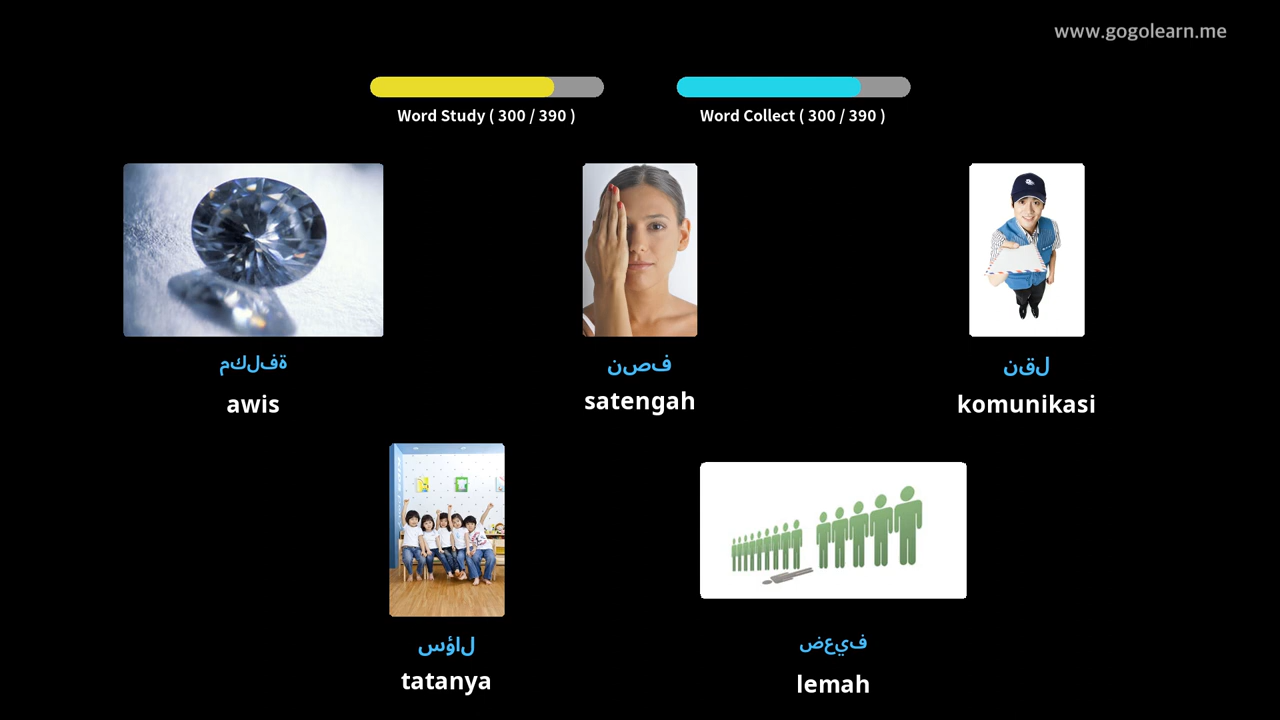 www.gogolearn.me
Word Study ( 300 / 390 )
Word Collect ( 300 / 390 )
مكلفة
awis
نصف
satengah
نقل
komunikasi
سؤال
tatanya
ضعيف
lemah